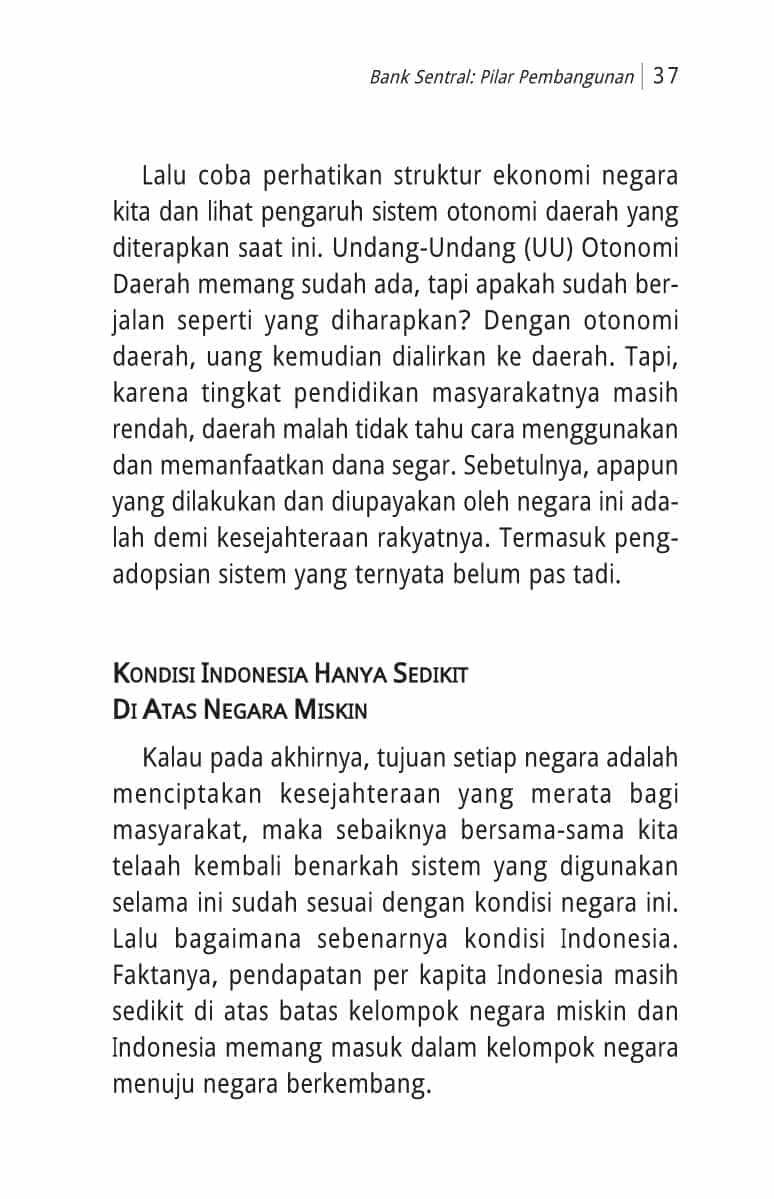 Bank Sentral: Pilar Pembangunan | 37
Lalu coba perhatikan struktur ekonomi negara
kita dan lihat pengaruh sistem otonomi daerah yang
diterapkan saat ini. Undang-Undang (UU) Otonomi
Daerah memang sudah ada, tapi apakah sudah ber-
jalan seperti yang diharapkan? Dengan otonomi
daerah, uang kemudian dialirkan ke daerah. Tapi,
karena tingkat pendidikan masyarakatnya masih
rendah, daerah malah tidak tahu cara menggunakan
dan memanfaatkan dana segar. Sebetulnya, apapun
yang dilakukan dan diupayakan oleh negara ini ada-
lah demi kesejahteraan rakyatnya. Termasuk peng-
adopsian sistem yang ternyata belum pas tadi.
Kondisi Indonesia Hanya Sedikit
Di Atas Negara Miskin
Kalau pada akhirnya, tujuan setiap negara adalah
menciptakan kesejahteraan yang merata bagi
masyarakat, maka sebaiknya bersama-sama kita
telaah kembali benarkah sistem yang digunakan
selama ini sudah sesuai dengan kondisi negara ini.
Lalu bagaimana sebenarnya kondisi Indonesia.
Faktanya, pendapatan per kapita Indonesia masih
sedikit di atas batas kelompok negara miskin dan
Indonesia memang masuk dalam kelompok negara
menuju negara berkembang.